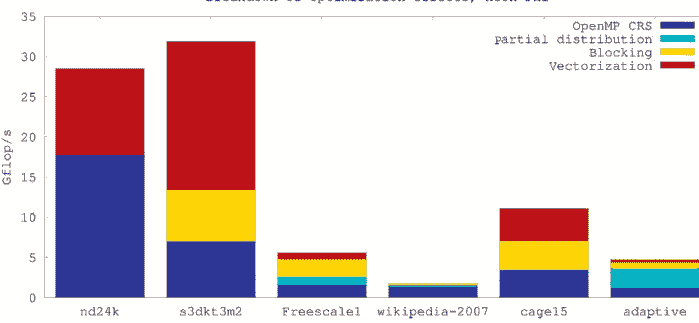 35
30
25
20
15
10
5
0
Gflop/s
OpenMP CRS
partial distribution
Blocking
Vectorization
nd24k
s3dkt3m2
Freescale1
wikipedia-2007
cage15
adaptive